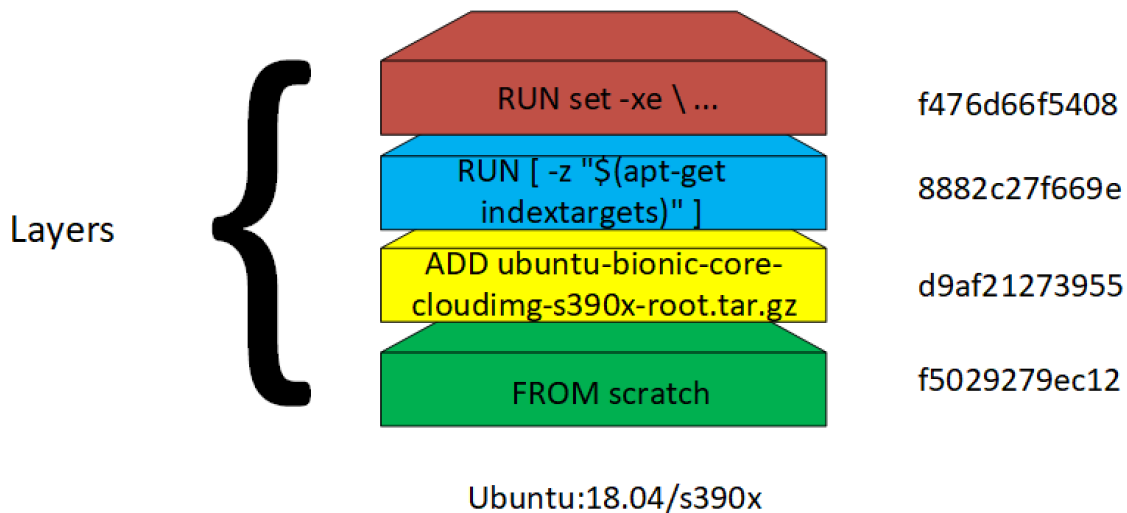 RUN set -xe \ ...
f476d66f5408
RUN [ -z "$(apt-get
indextargets)" ]
8882c27f669e
Layers
ADD ubuntu-bionic-core-
cloudimg-s390x-root.tar.gz
d9af21273955
FROM scratch
f5029279ec12
Ubuntu:18.04/s390x